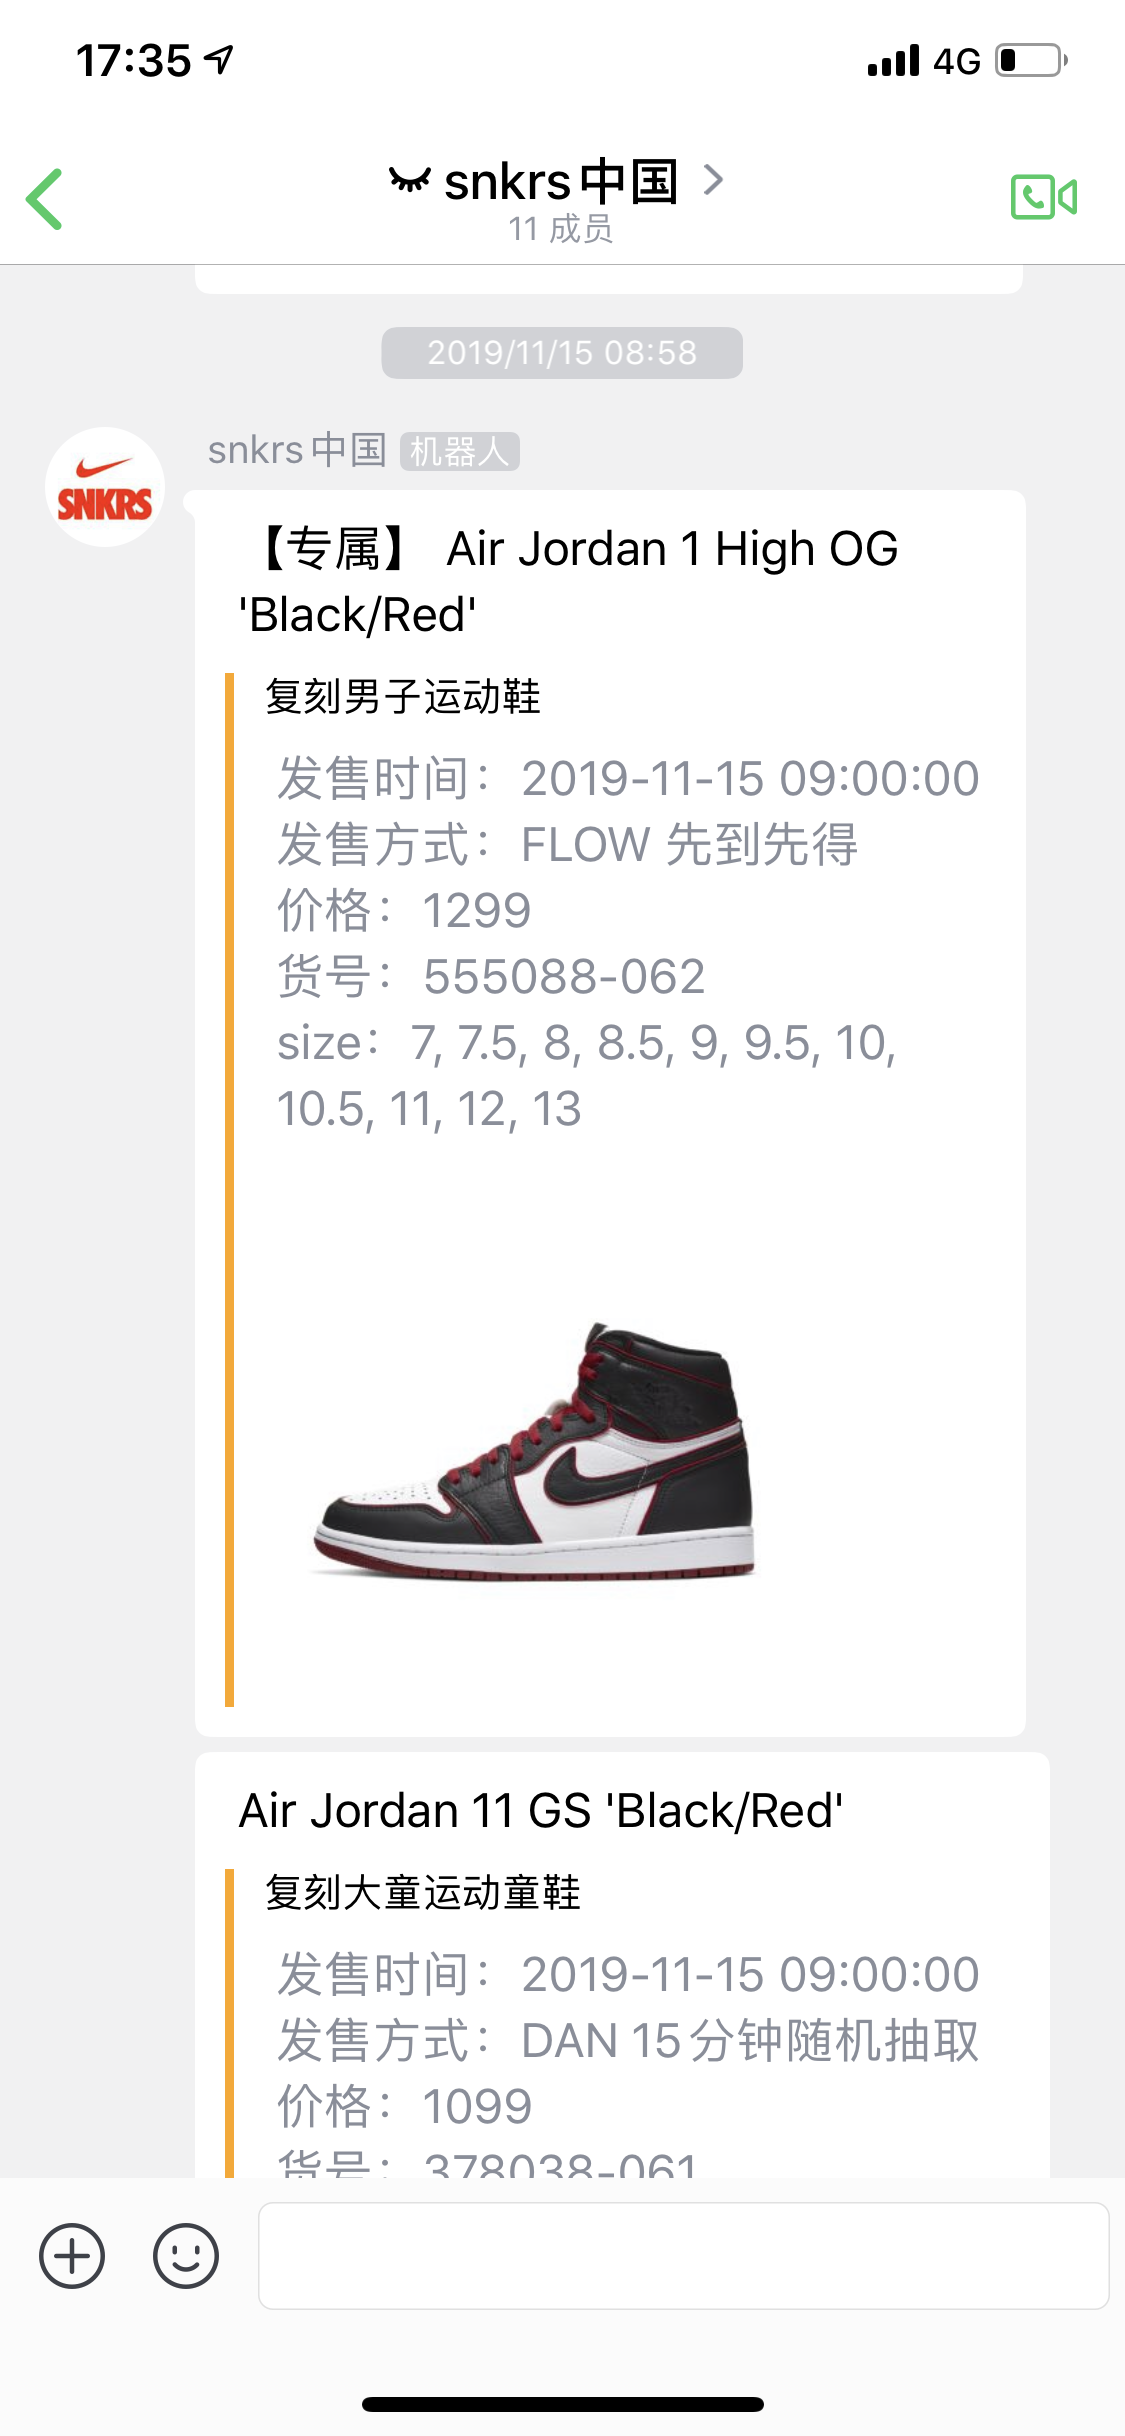 17:35
4G
snkrs中国
11 成员
2019/11/15 08:58
SNKRS
snkrs中国 机器人
【专属】 Air Jordan 1 High OG
'Black/Red'
复刻男子运动鞋
发售时间：2019-11-15 09:00:00
发售方式：FLOW 先到先得
价格：1299
货号：555088-062
size：7, 7.5, 8, 8.5, 9, 9.5, 10,
10.5, 11, 12, 13
Air Jordan 11 GS 'Black/Red'
复刻大童运动童鞋
发售时间：2019-11-15 09:00:00
发售方式：DAN 15分钟随机抽取
价格：1099
货号：378038-061